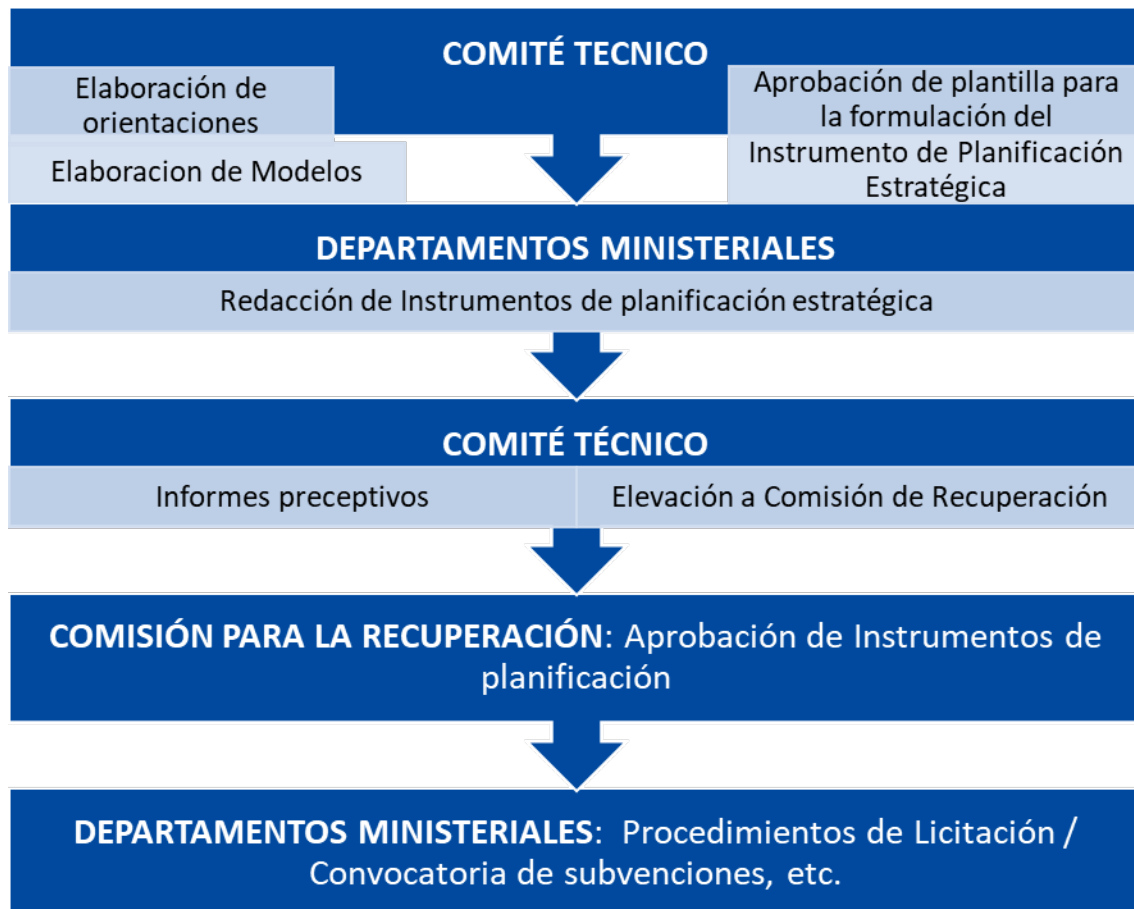 COMITÉ TECNICO
Elaboración de
orientaciones
Elaboracion de Modelos
Aprobación de plantilla para
la formulación del
Instrumento de Planificación
Estratégica
DEPARTAMENTOS MINISTERIALES
Redacción de Instrumentos de planificación estratégica
COMITÉ TÉCNICO
Informes preceptivos
Elevación a Comisión de Recuperación
COMISIÓN PARA LA RECUPERACIÓN: Aprobación de Instrumentos de
planificación
DEPARTAMENTOS MINISTERIALES: Procedimientos de Licitación /
Convocatoria de subvenciones, etc.